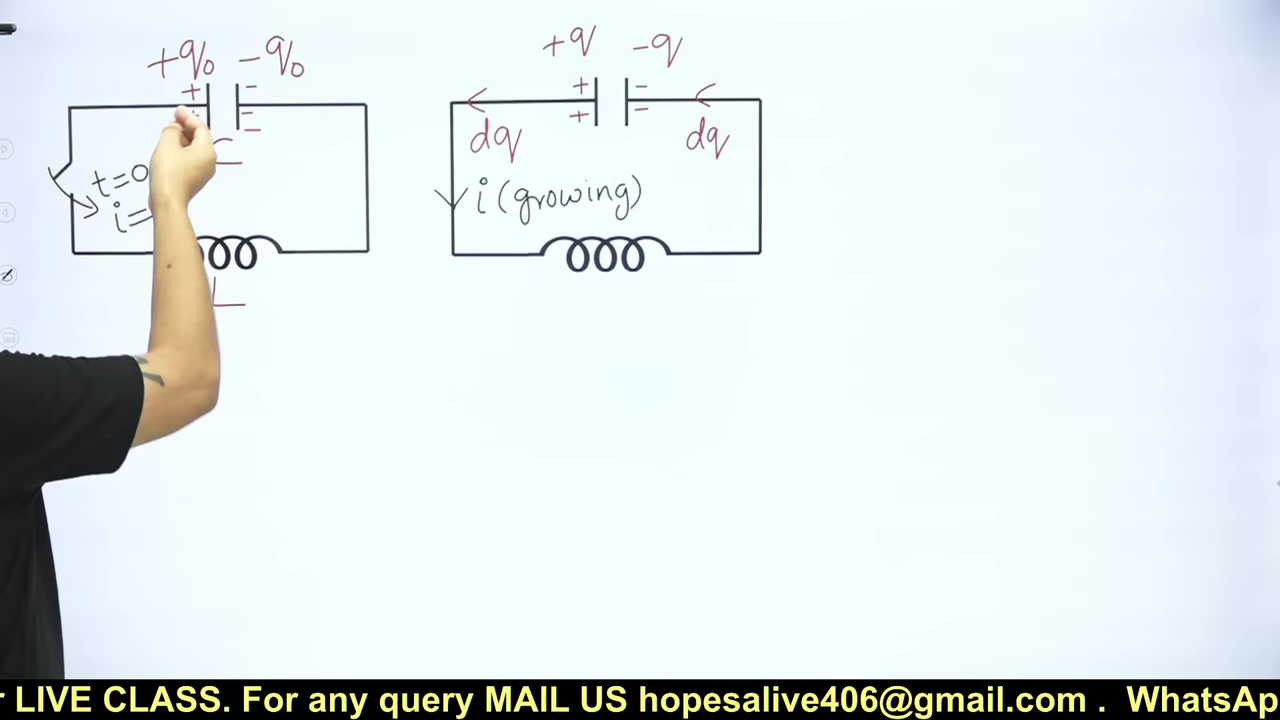 +q₀ -q₀
+ -
+ -
-
C
t=0
i=
L
+q -q
+ -
+ -
dq dq
i (growing)
LIVE CLASS. For any query MAIL US hopesalive406@gmail.com . WhatsAp